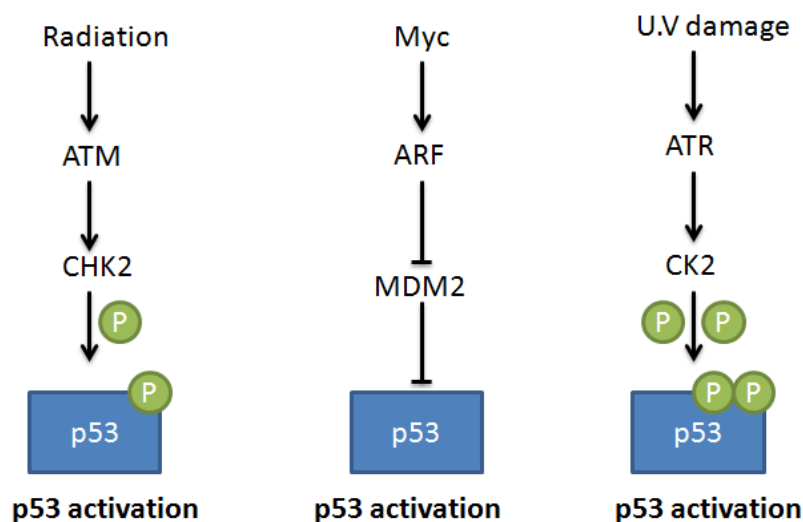 Radiation
ATM
CHK2
P
P
p53
p53 activation
Myc
ARF
MDM2
p53
p53 activation
U.V damage
ATR
CK2
P P
P P
p53
p53 activation